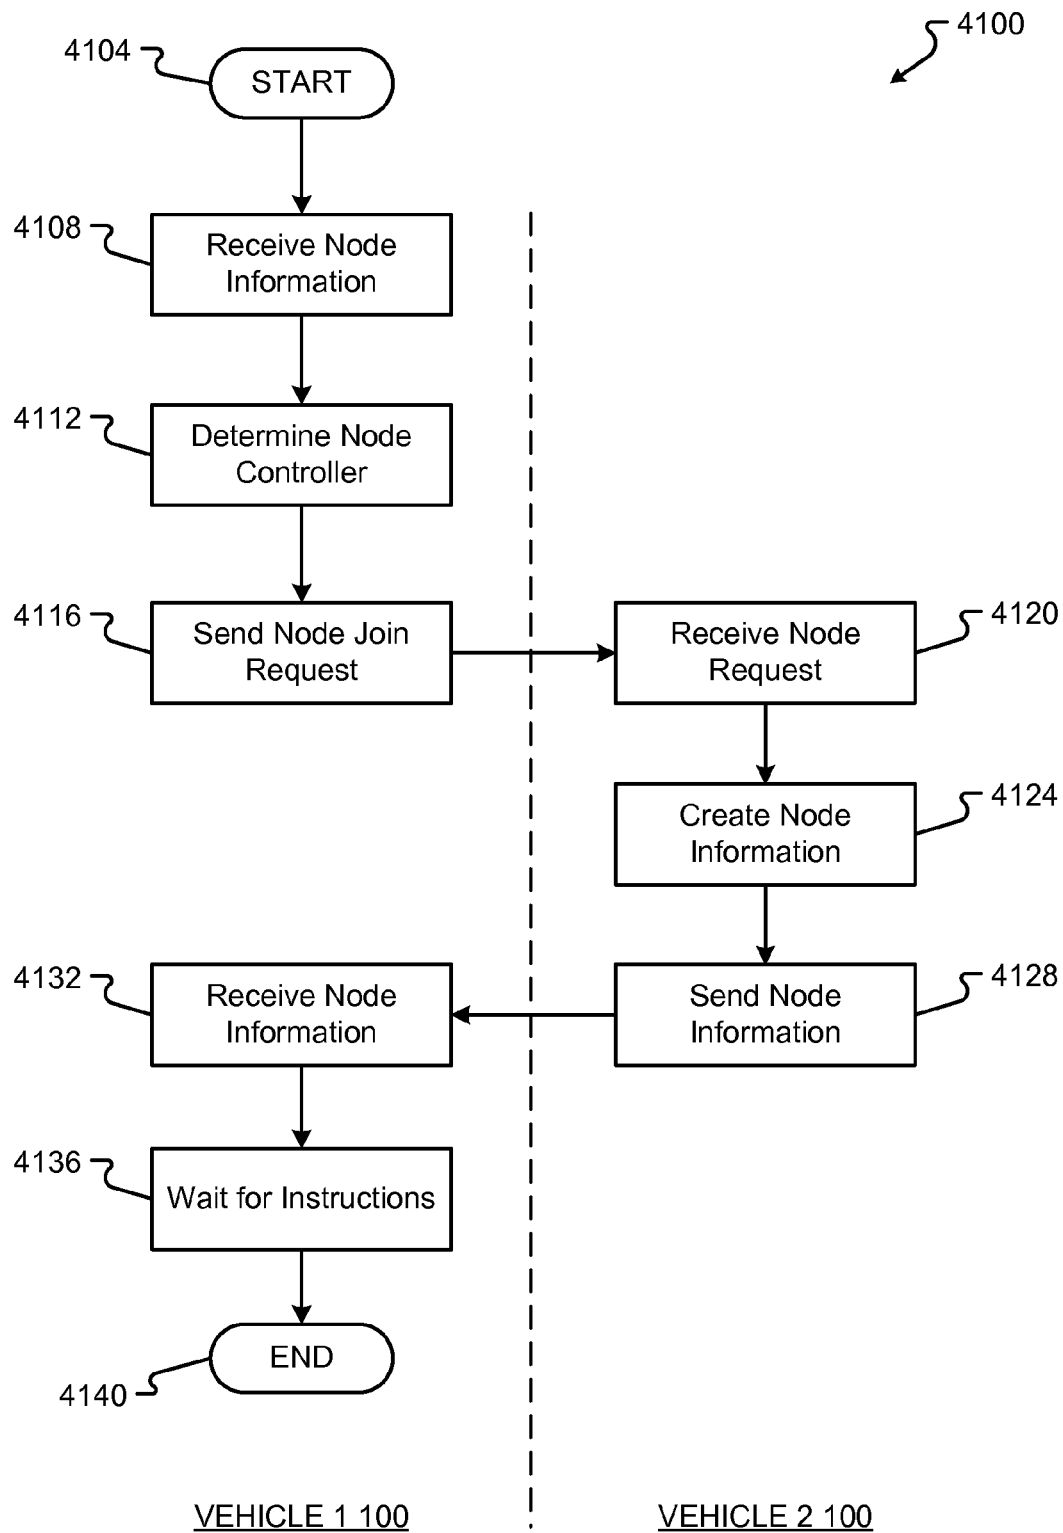 4100
4104
START
4108
Receive Node
Information
4112
Determine Node
Controller
4116
Send Node Join
Request
Receive Node
Request
4120
Create Node
Information
4124
4132
Receive Node
Information
Send Node
Information
4128
4136
Wait for Instructions
END
4140
VEHICLE 1 100
VEHICLE 2 100